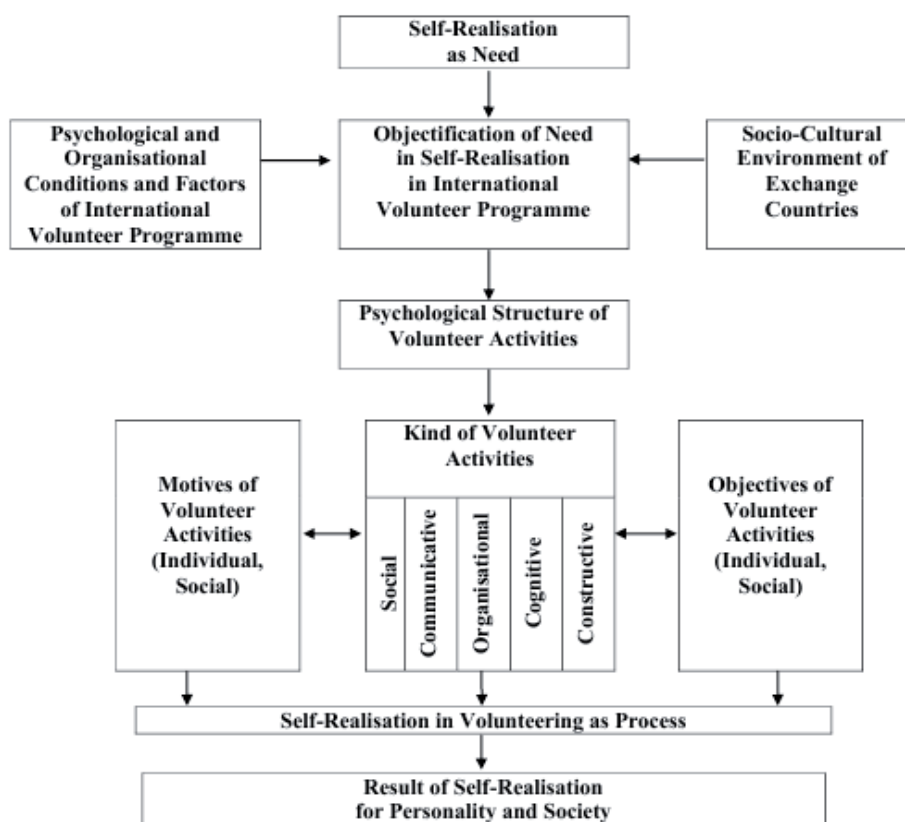 Self-Realisation
as Need
Psychological and
Organisational
Conditions and Factors
of International
Volunteer Programme
Objectification of Need
in Self-Realisation
in International
Volunteer Programme
Socio-Cultural
Environment of
Exchange
Countries
Psychological Structure of
Volunteer Activities
Motives of
Volunteer
Activities
(Individual,
Social)
Kind of Volunteer
Activities
Social
Communicative
Organisational
Cognitive
Constructive
Objectives of
Volunteer
Activities
(Individual,
Social)
Self-Realisation in Volunteering as Process
Result of Self-Realisation
for Personality and Society